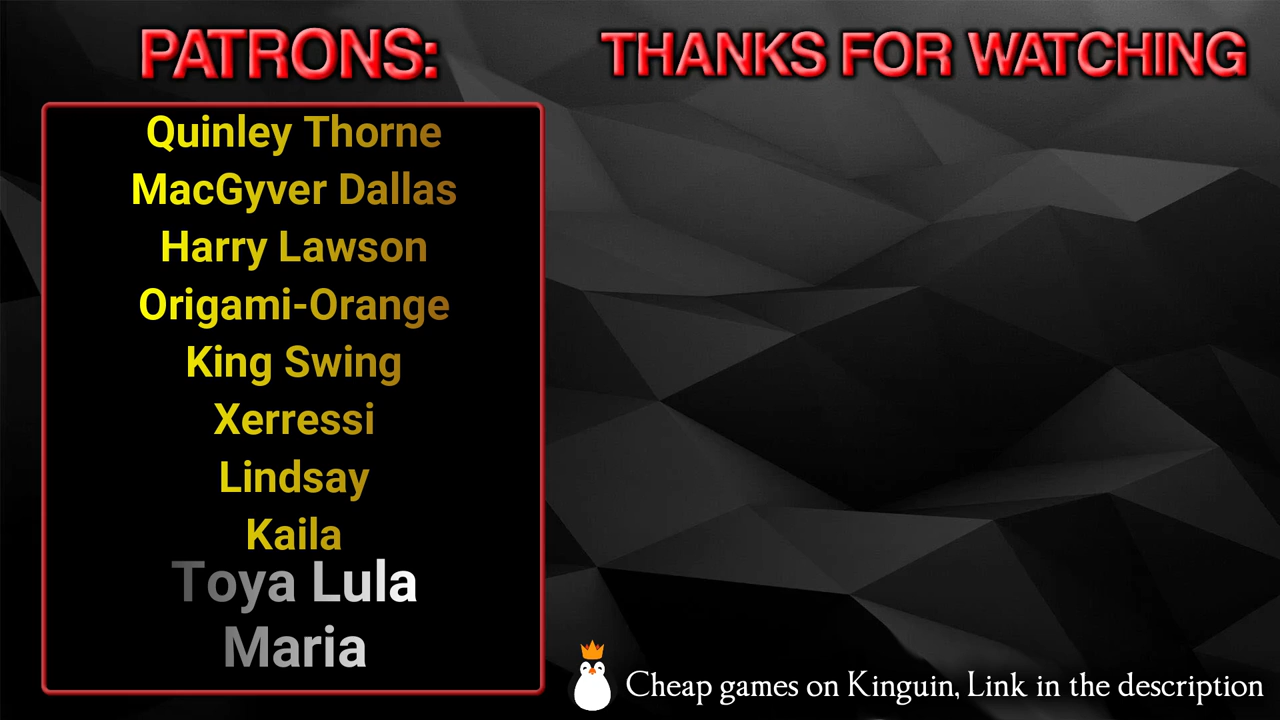 PATRONS:
THANKS FOR WATCHING
Quinley Thorne
MacGyver Dallas
Harry Lawson
Origami-Orange
King Swing
Xerressi
Lindsay
Kaila
Toya Lula
Maria
Cheap games on Kinguin, Link in the description